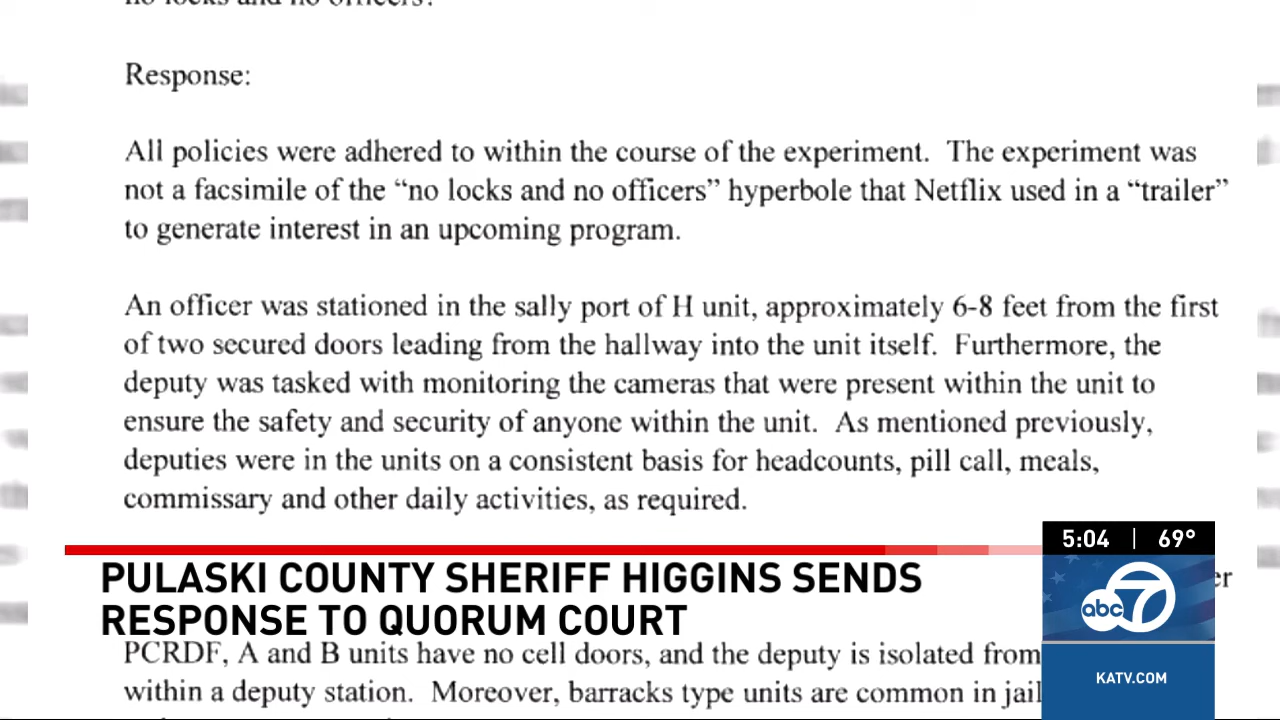 Response:
All policies were adhered to within the course of the experiment. The experiment was
not a facsimile of the “no locks and no officers” hyperbole that Netflix used in a “trailer”
to generate interest in an upcoming program.
An officer was stationed in the sally port of H unit, approximately 6-8 feet from the first
of two secured doors leading from the hallway into the unit itself. Furthermore, the
deputy was tasked with monitoring the cameras that were present within the unit to
ensure the safety and security of anyone within the unit. As mentioned previously,
deputies were in the units on a consistent basis for headcounts, pill call, meals,
commissary and other daily activities, as required.
PULASKI COUNTY SHERIFF HIGGINS SENDS
RESPONSE TO QUORUM COURT
PCRDF, A and B units have no cell doors, and the deputy is isolated from
within a deputy station. Moreover, barracks type units are common in jail
5:04 | 69°
abc 7
KATV.COM